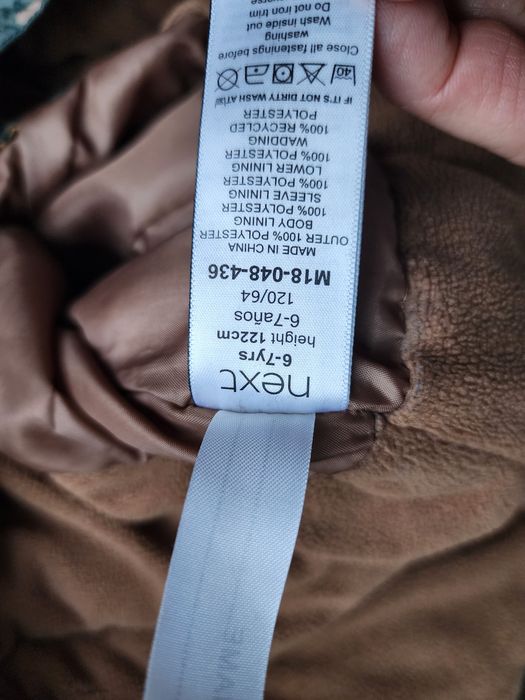 next
6-7yrs
height 122cm
6-7años
120/64
M18-048-436
MADE IN CHINA
OUTER 100% POLYESTER
BODY LINING
100% POLYESTER
SLEEVE LINING
100% POLYESTER
LOWER LINING
100% POLYESTER
WADDING
100% RECYCLED
POLYESTER
IF IT'S NOT DIRTY WASH AT
40
Close all fastenings before
washing
Wash inside out
Do not iron trim